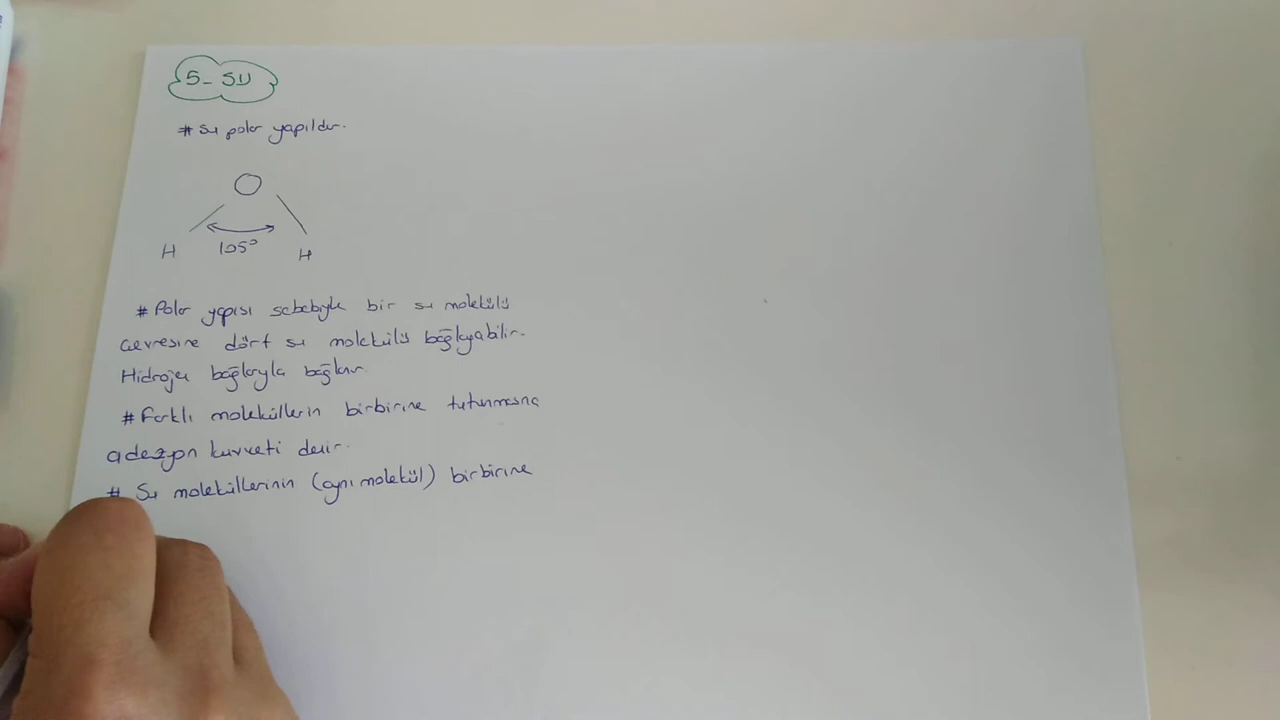 5- SU
# Su polar yapılıdır.
O
105°
H H
# Polar yapısı sebebiyle bir su molekülü
çevresine dört su molekülü bağlayabilir.
Hidrojen bağlarıyla bağlanır.
# Farklı moleküllerin birbirine tutunmasına
adezyon kuvveti denir.
# Su moleküllerinin (aynı molekül) birbirine